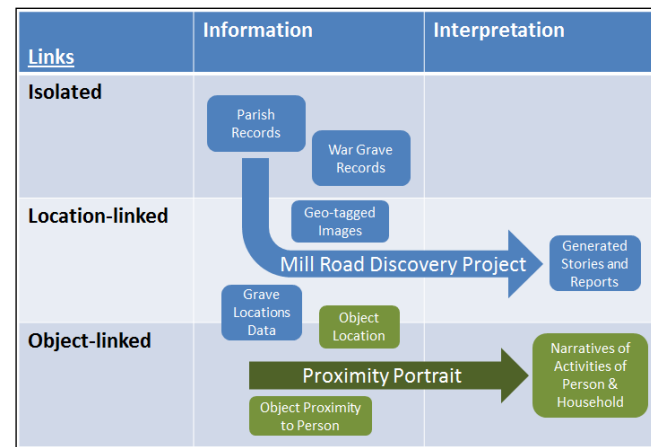 Links
Information
Interpretation
Isolated
Parish
Records
War Grave
Records
Location-linked
Geo-tagged
Images
Mill Road Discovery Project
Generated
Stories and
Reports
Grave
Locations
Data
Object-linked
Object
Location
Proximity Portrait
Narratives of
Activities of
Person &
Household
Object Proximity
to Person